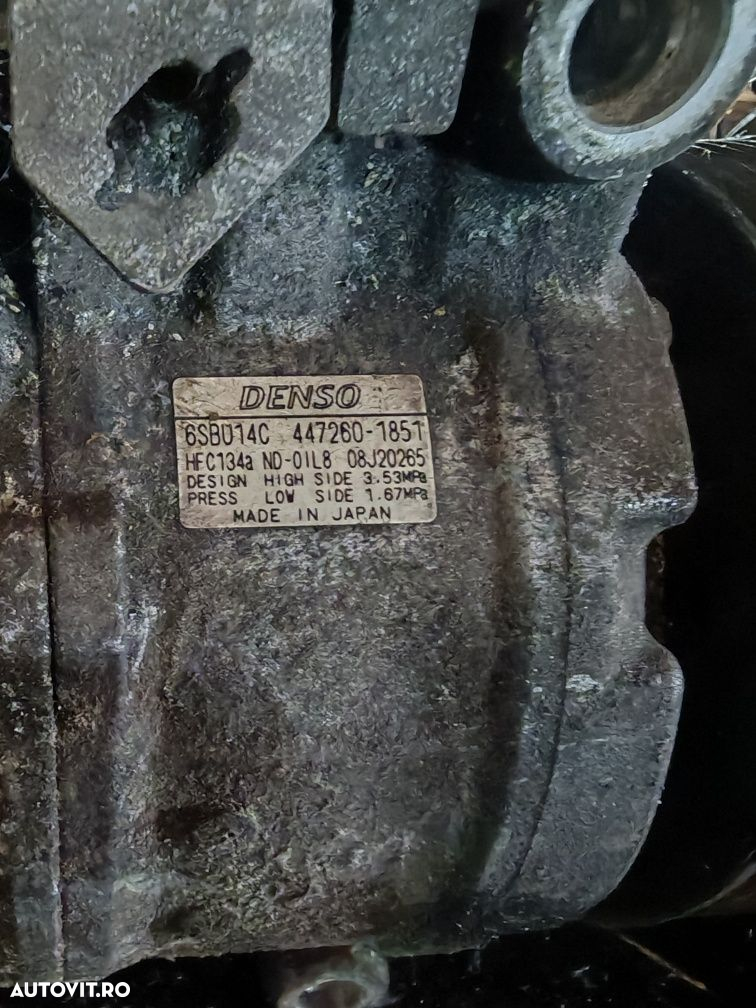 DENSO
6SBU14C 447260-1851
HFC134a ND-OIL8 08J20265
DESIGN HIGH SIDE 3.53MPa
PRESS LOW SIDE 1.67MPa
MADE IN JAPAN
AUTOVIT.RO